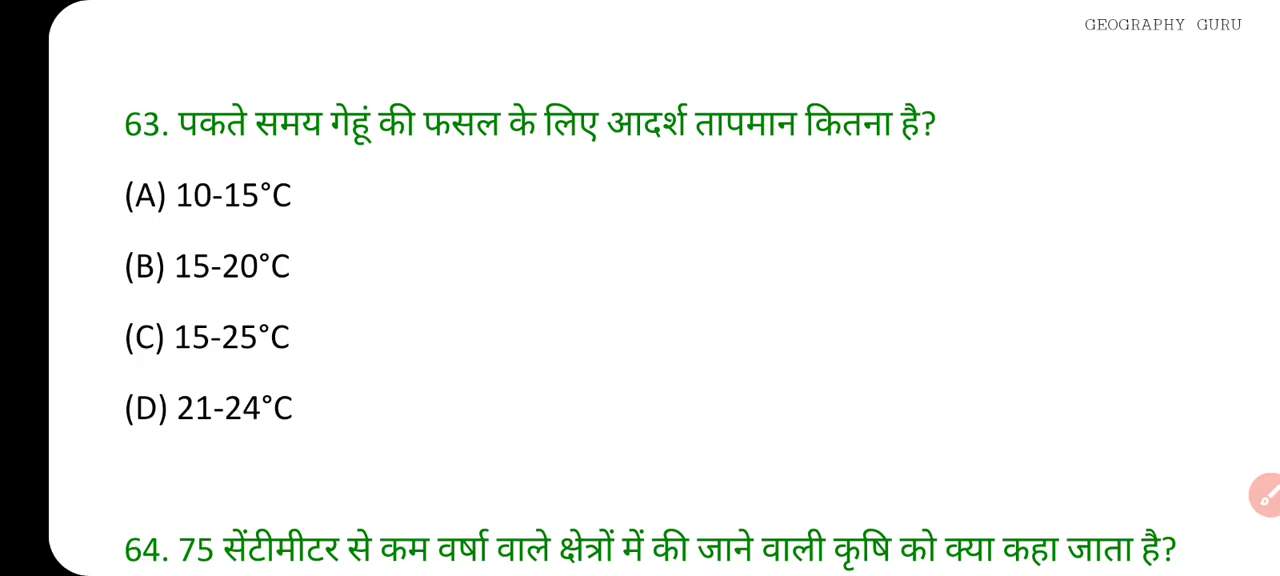 GEOGRAPHY GURU
63. पकते समय गेहूं की फसल के लिए आदर्श तापमान कितना है?
(A) 10-15°C
(B) 15-20°C
(C) 15-25°C
(D) 21-24°C
64. 75 सेंटीमीटर से कम वर्षा वाले क्षेत्रों में की जाने वाली कृषि को क्या कहा जाता है?